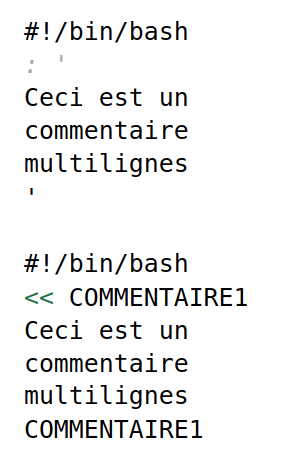 #!/bin/bash
: '
Ceci est un
commentaire
multilignes
'
#!/bin/bash
<< COMMENTAIRE1
Ceci est un
commentaire
multilignes
COMMENTAIRE1